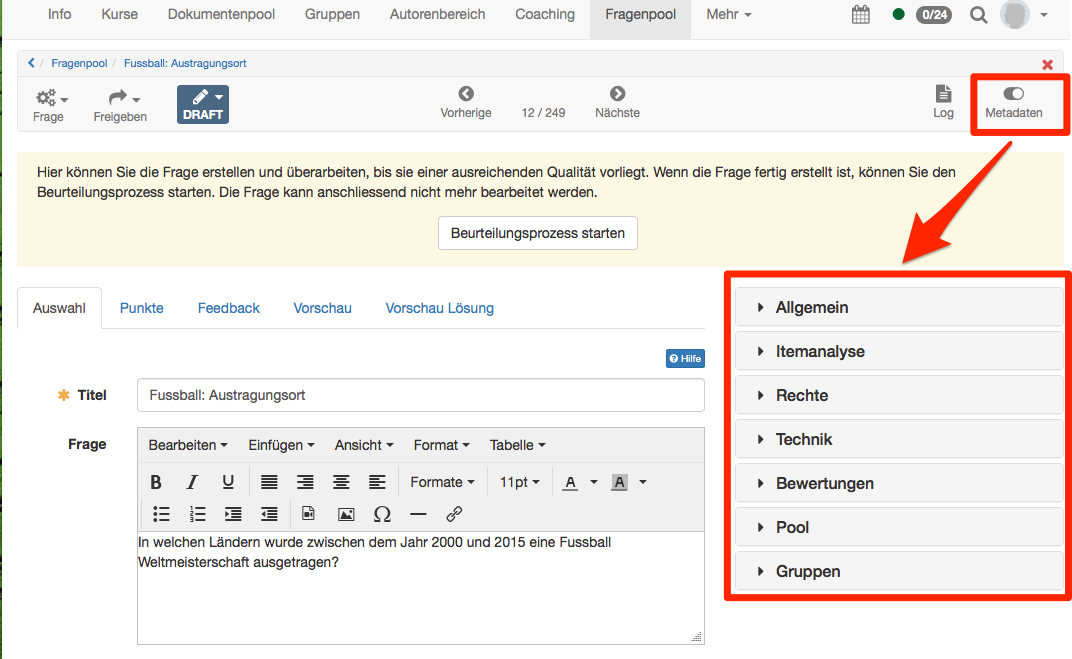 Info Kurse Dokumentenpool Gruppen Autorenbereich Coaching Fragenpool Mehr 0/24
/ Fragenpool / Fussball: Austragungsort
Frage Freigeben DRAFT Vorherige 12 / 249 Nächste Log Metadaten
Hier können Sie die Frage erstellen und überarbeiten, bis sie einer ausreichenden Qualität vorliegt. Wenn die Frage fertig erstellt ist, können Sie den
Beurteilungsprozess starten. Die Frage kann anschliessend nicht mehr bearbeitet werden.
Beurteilungsprozess starten
Auswahl Punkte Feedback Vorschau Vorschau Lösung
Hilfe
Titel Fussball: Austragungsort
Frage
Bearbeiten Einfügen Ansicht Format Tabelle
B I U Formate 11pt A A
Ω
In welchen Ländern wurde zwischen dem Jahr 2000 und 2015 eine Fussball
Weltmeisterschaft ausgetragen?
Allgemein
Itemanalyse
Rechte
Technik
Bewertungen
Pool
Gruppen